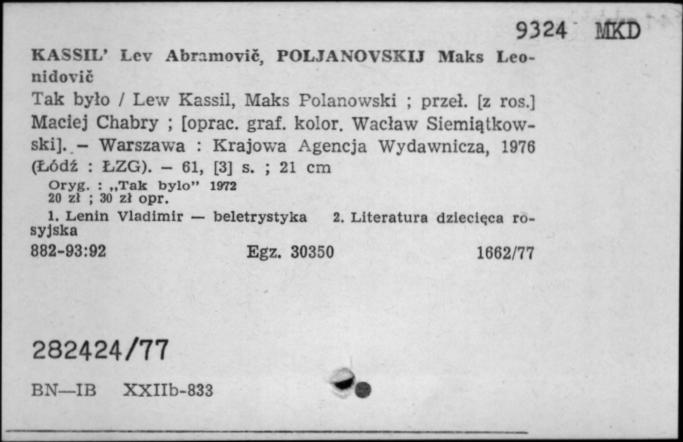 9324 MKD
KASSIL' Lev Abramovič, POLJANOVSKIJ Maks Leo-
nidovič
Tak było / Lew Kassil, Maks Polanowski ; przeł. [z ros.]
Maciej Chabry ; [oprac. graf. kolor. Wacław Siemiątkow-
ski]. – Warszawa : Krajowa Agencja Wydawnicza, 1976
(Łódź : ŁZG). – 61, [3] s. ; 21 cm
Oryg. : „Tak bylo” 1972
20 zł ; 30 zł opr.
1. Lenin Vladimir — beletrystyka 2. Literatura dziecięca ro-
syjska
882-93:92 Egz. 30350 1662/77
282424/77
BN—IB XXIIb-833